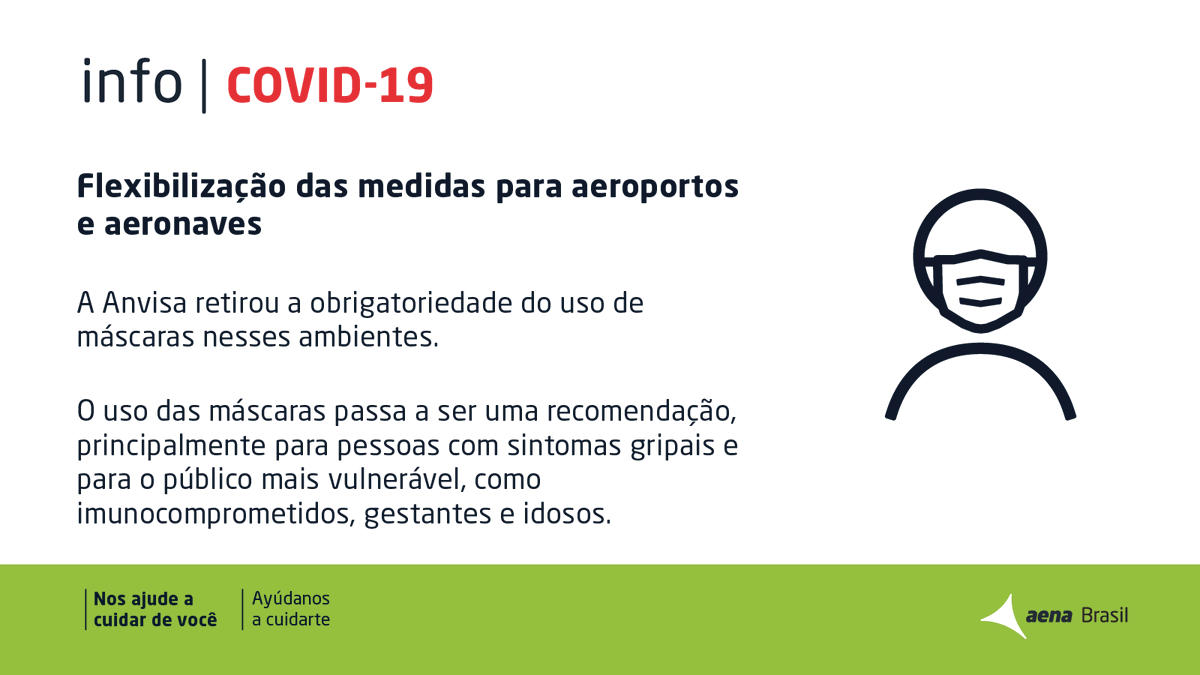 info | COVID-19
Flexibilização das medidas para aeroportos
e aeronaves
A Anvisa retirou a obrigatoriedade do uso de
máscaras nesses ambientes.
O uso das máscaras passa a ser uma recomendação,
principalmente para pessoas com sintomas gripais e
para o público mais vulnerável, como
imunocomprometidos, gestantes e idosos.
Nos ajude a
cuidar de você
Ayúdanos
a cuidarte
aena Brasil